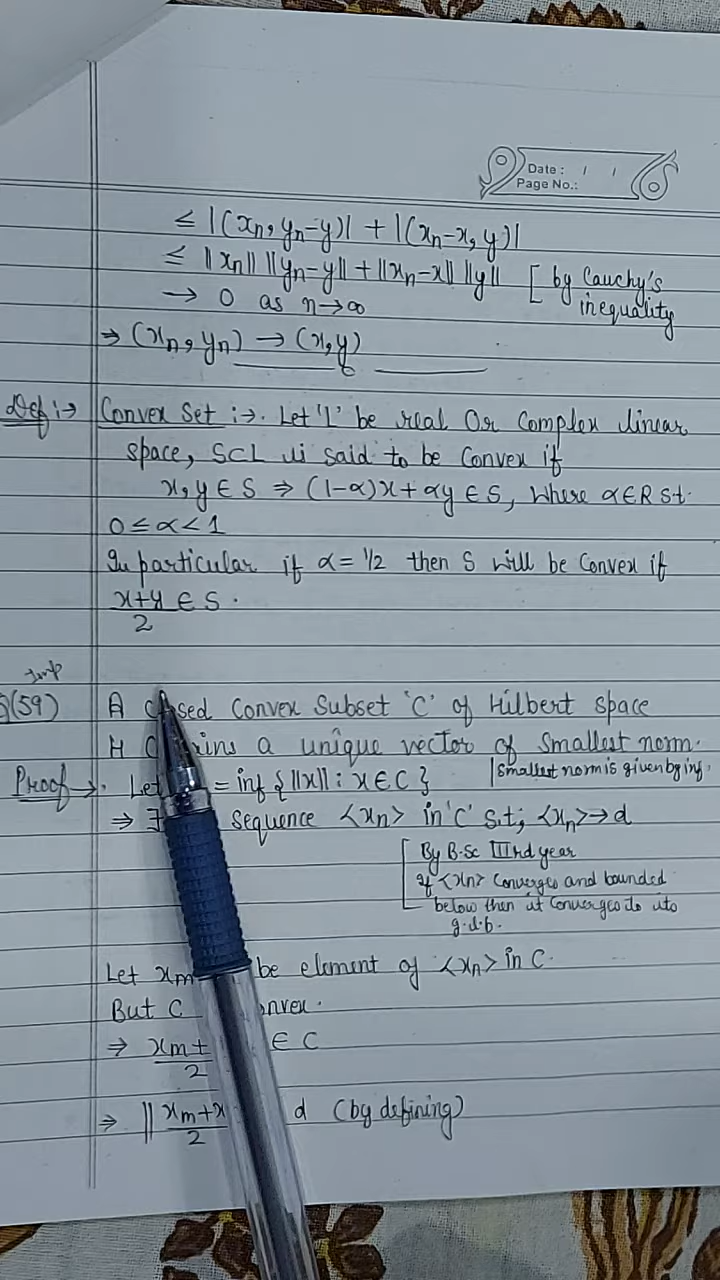 Date : / /
Page No.:
≤ |(xn, yn-y)| + |(xn-x, y)|
≤ ||xn|| ||yn-y|| + ||xn-x|| ||y|| [ by Cauchy's
inequality
→ 0 as n→∞
⇒ (xn, yn) → (x, y)
Def :→ Convex Set :→. Let 'L' be real Or Complex linear
space, S⊂L is said to be Convex if
x, y ∈ S ⇒ (1-α)x + αy ∈ S, where α∈R s.t.
0 ≤ α < 1
In particular if α = 1/2 then S will be Convex if
x+y/2 ∈ S.
Imp
(59) A Convex Subset 'C' of Hilbert space
H a unique vector of Smallest norm.
Proof →. Let = inf {||x|| : x ∈ C} | Smallest norm is given by inf.
⇒ ∃ sequence <xn> in 'C' s.t; <xn> → d
By B.Sc IIIrd year
If <xn> Converges and bounded
below then it Converges to its
g.l.b.
Let xm be element of <xn> in C.
But C
⇒ xm+ /2 ∈ C
⇒ || xm+x /2 d (by defining)